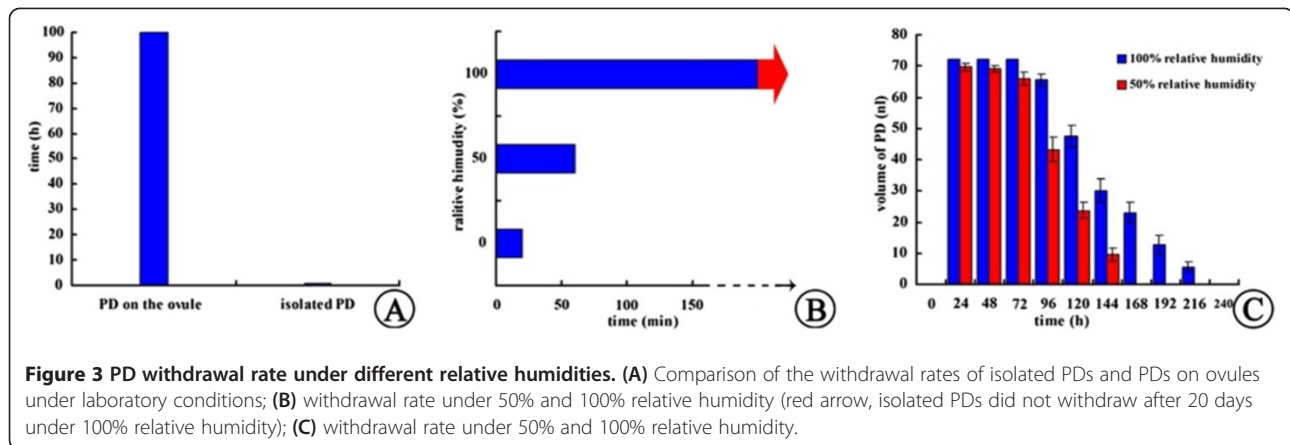 100
90
80
70
60
50
40
30
20
10
0
time (h)
PD on the ovule
isolated PD
A
ralitive himudity (%)
100
50
0
0
50
100
150
time (min)
B
volume of PD (nl)
80
70
60
50
40
30
20
10
0
100% relative humidity
50% relative humidity
0 24 48 72 96 120 144 168 192 216 240
time (h)
C
Figure 3 PD withdrawal rate under different relative humidities. (A) Comparison of the withdrawal rates of isolated PDs and PDs on ovules
under laboratory conditions; (B) withdrawal rate under 50% and 100% relative humidity (red arrow, isolated PDs did not withdraw after 20 days
under 100% relative humidity); (C) withdrawal rate under 50% and 100% relative humidity.